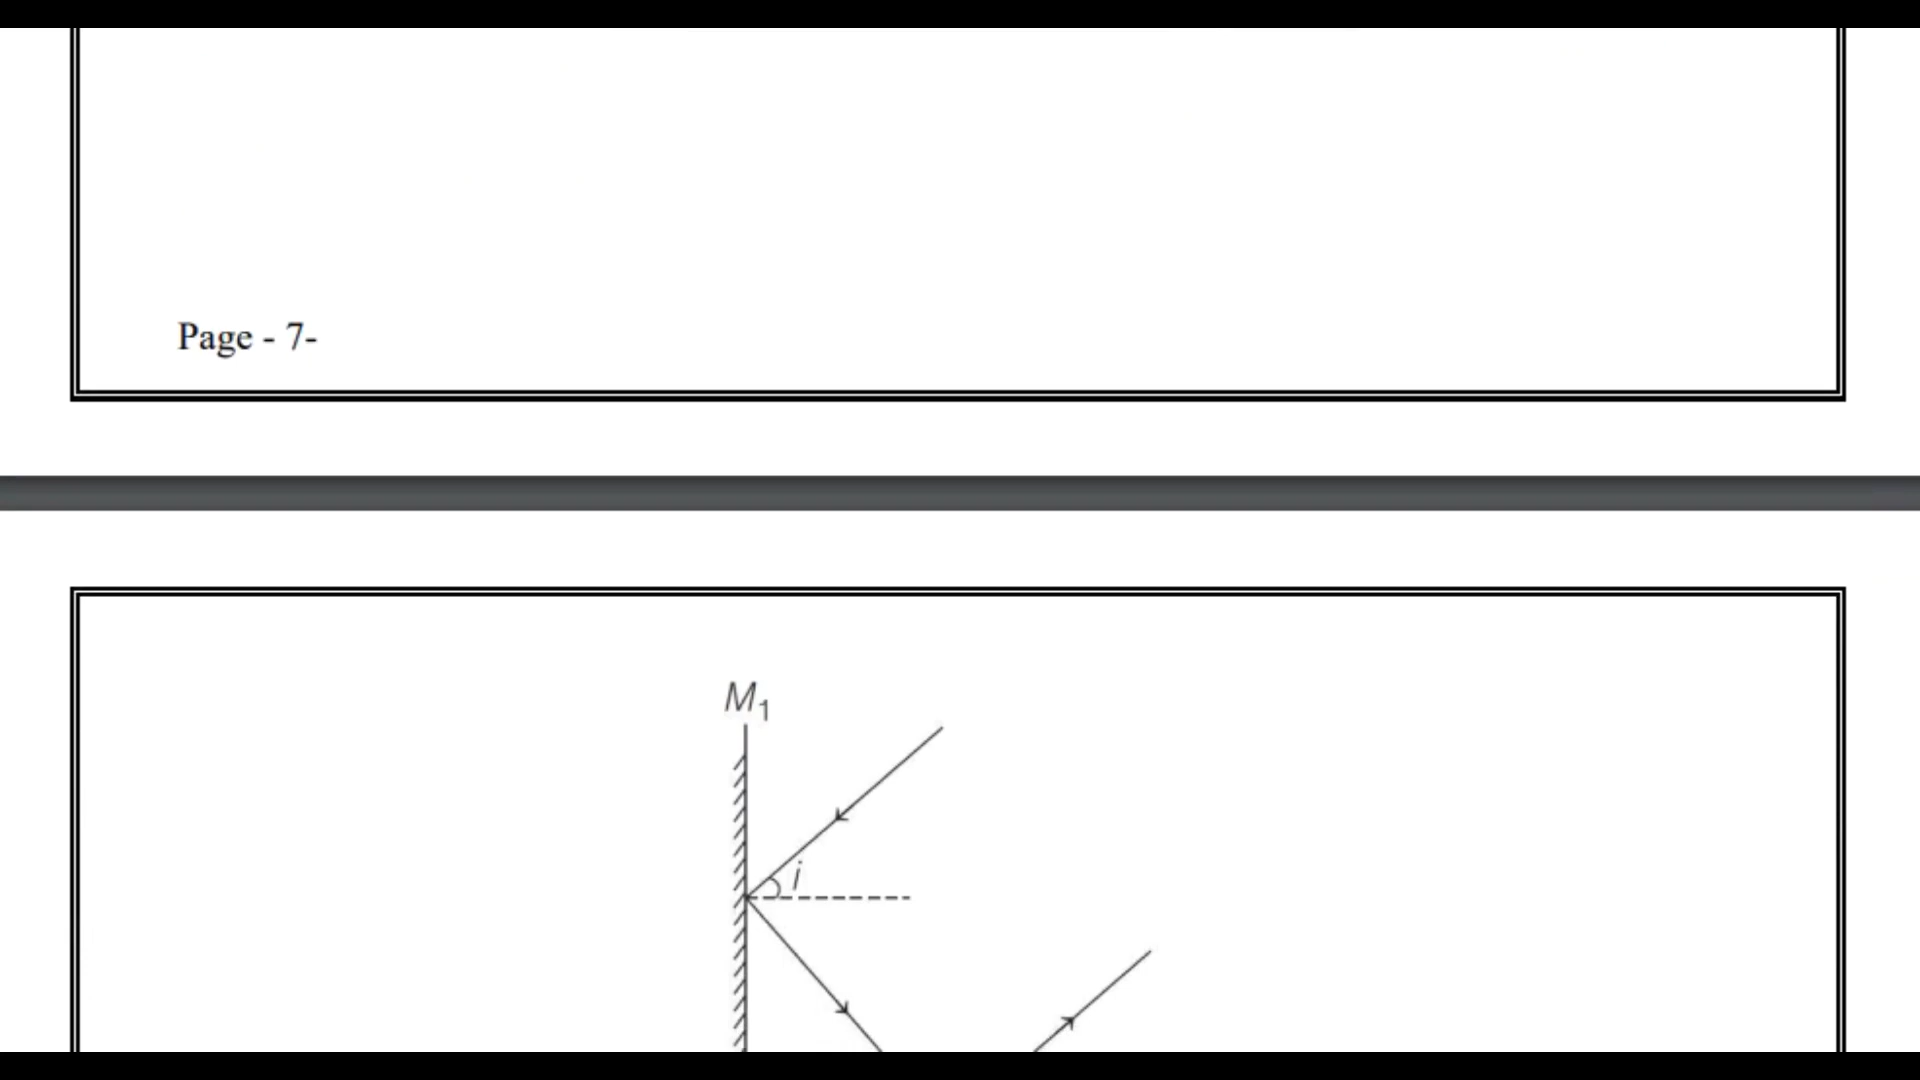 Page - 7-
M₁
i